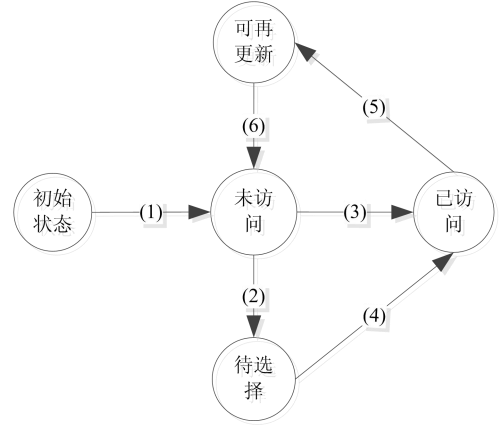 可再
更新
(5)
(6)
初始
状态
(1)
未访
问
(3)
已访
问
(2)
(4)
待选
择